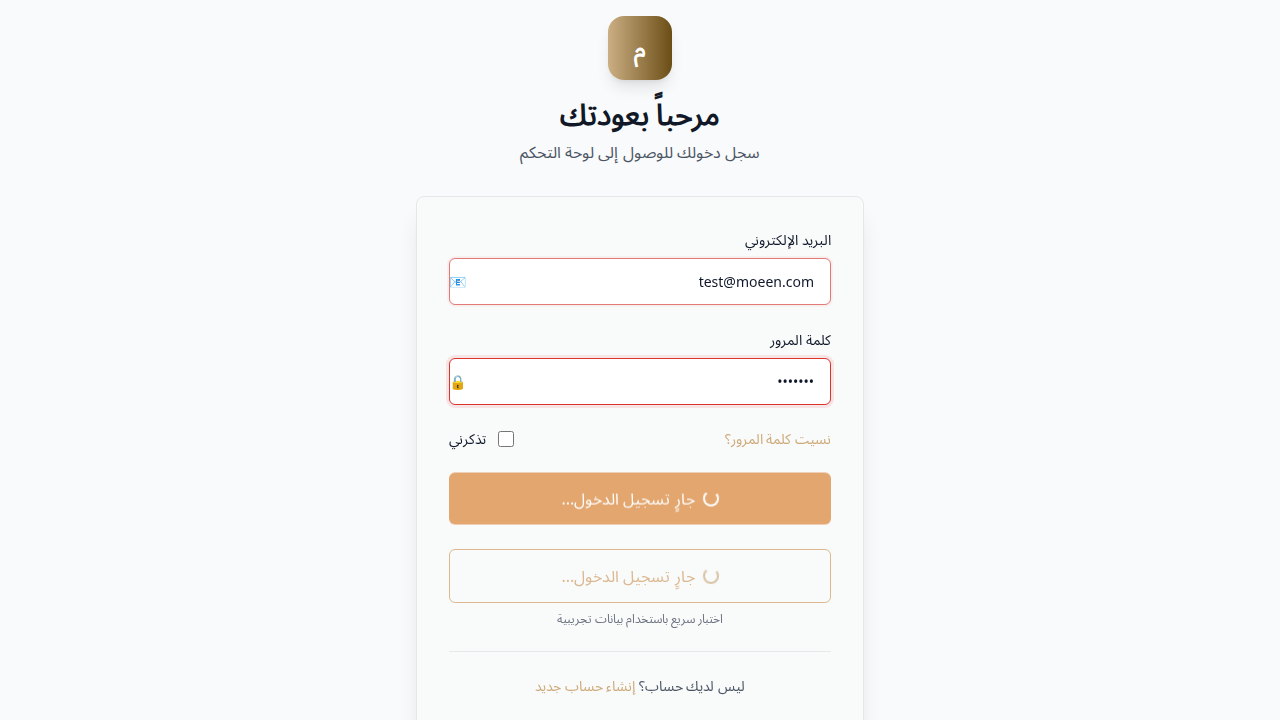 م
مرحباً بعودتك
سجل دخولك للوصول إلى لوحة التحكم
البريد الإلكتروني
test@moeen.com
كلمة المرور
•••••••
نسيت كلمة المرور؟ تذكرني
جارٍ تسجيل الدخول...
جارٍ تسجيل الدخول...
اختبار سريع باستخدام بيانات تجريبية
ليس لديك حساب؟ إنشاء حساب جديد